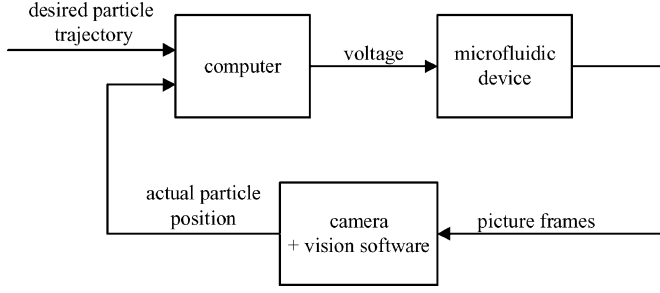 desired particle
trajectory
computer
voltage
microfluidic
device
actual particle
position
camera
+ vision software
picture frames